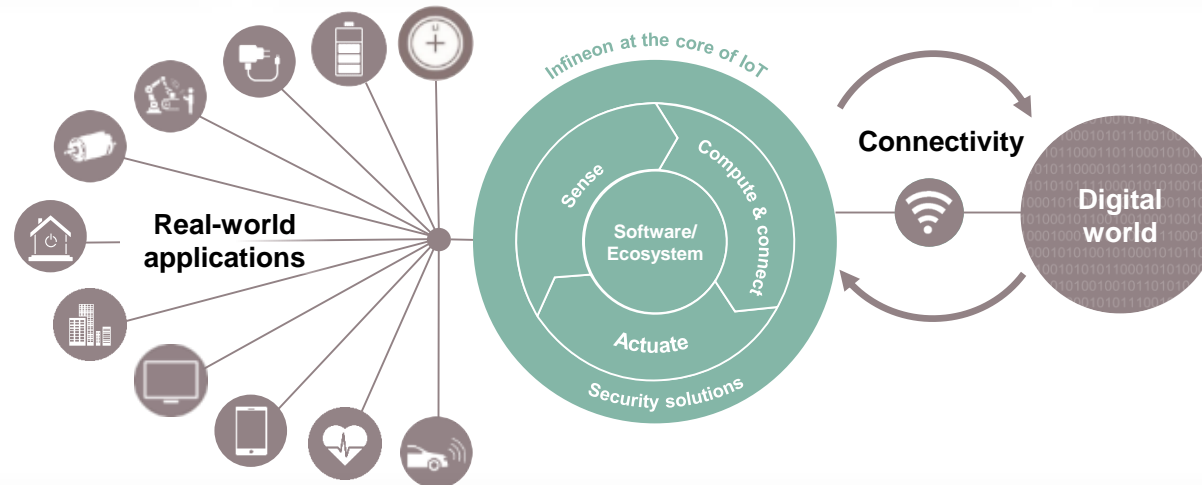 Infineon at the core of IoT
Connectivity
Sense
Compute & connect
Real-world
applications
Software/
Ecosystem
Digital
world
Actuate
Security solutions